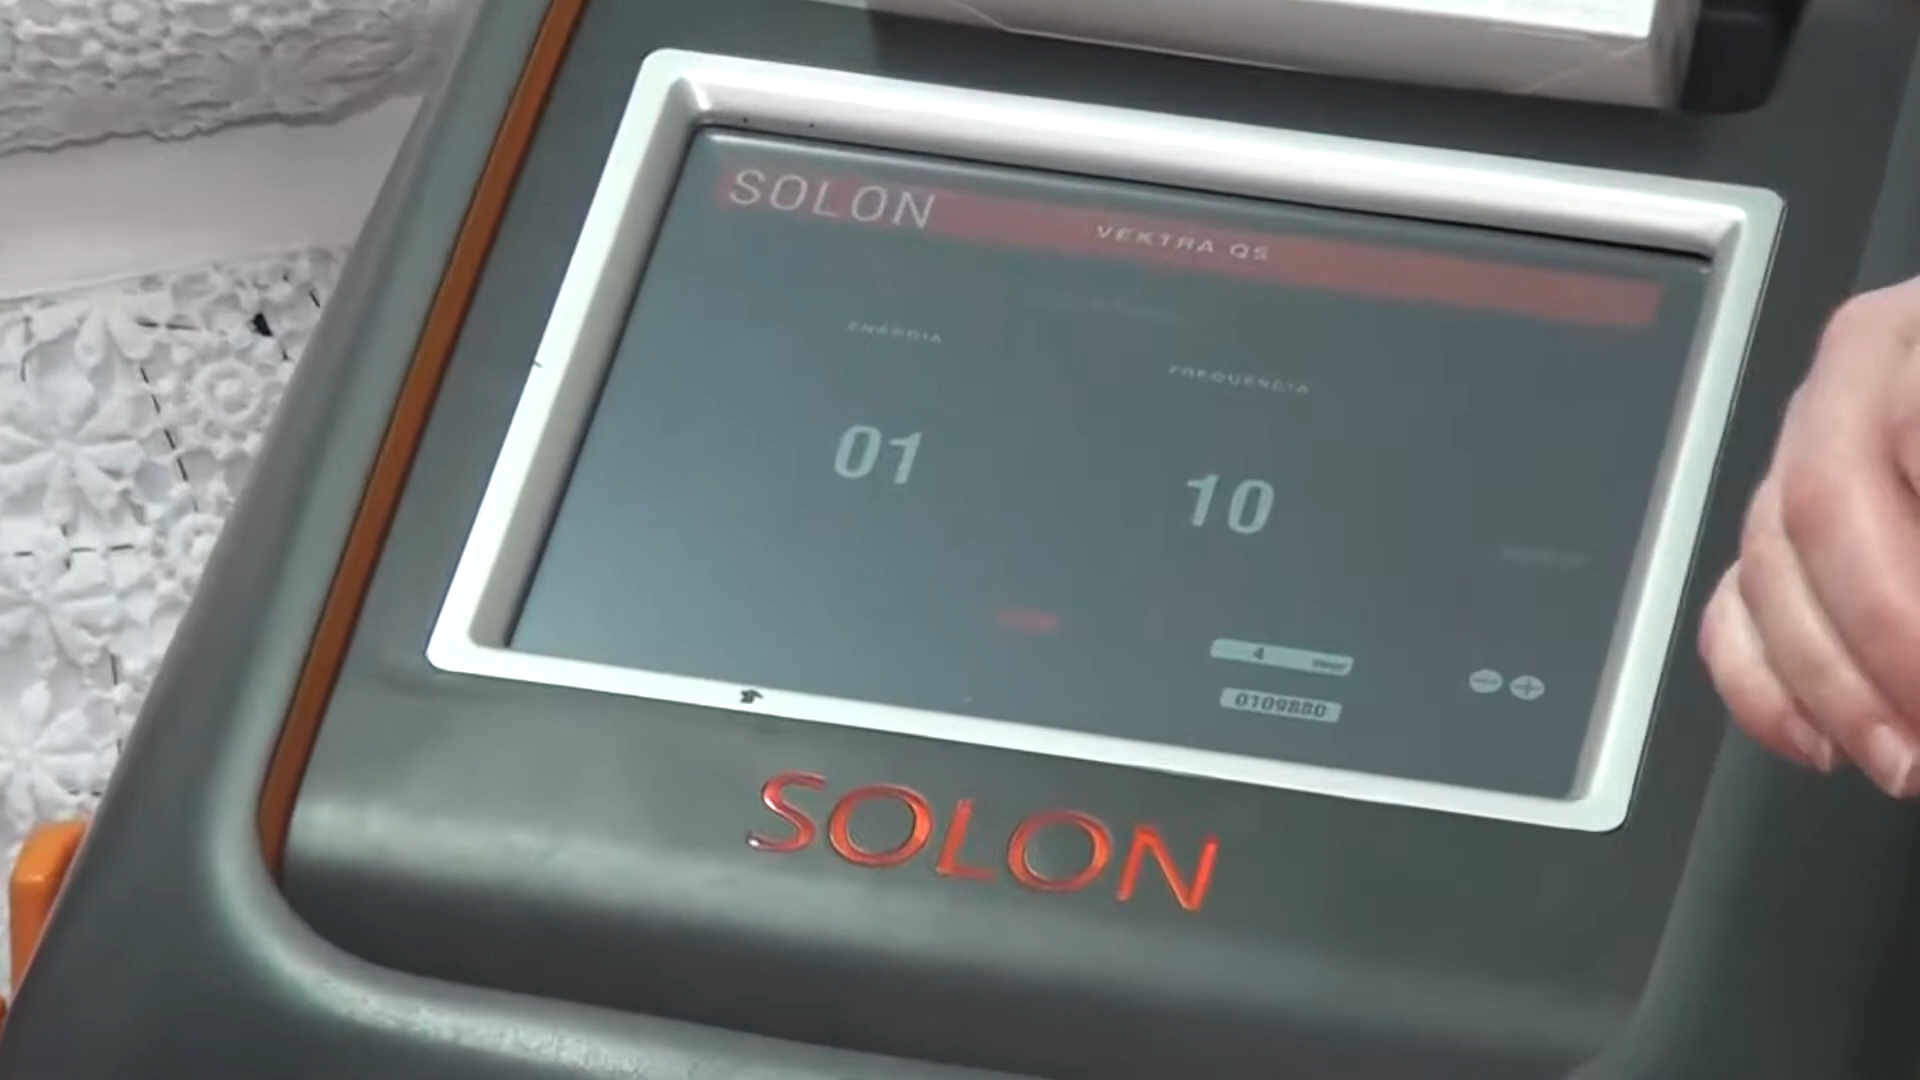 SOLON
VEKTRA QS
ENERGIA
FREQUENCIA
01
10
4
0109880
SOLON